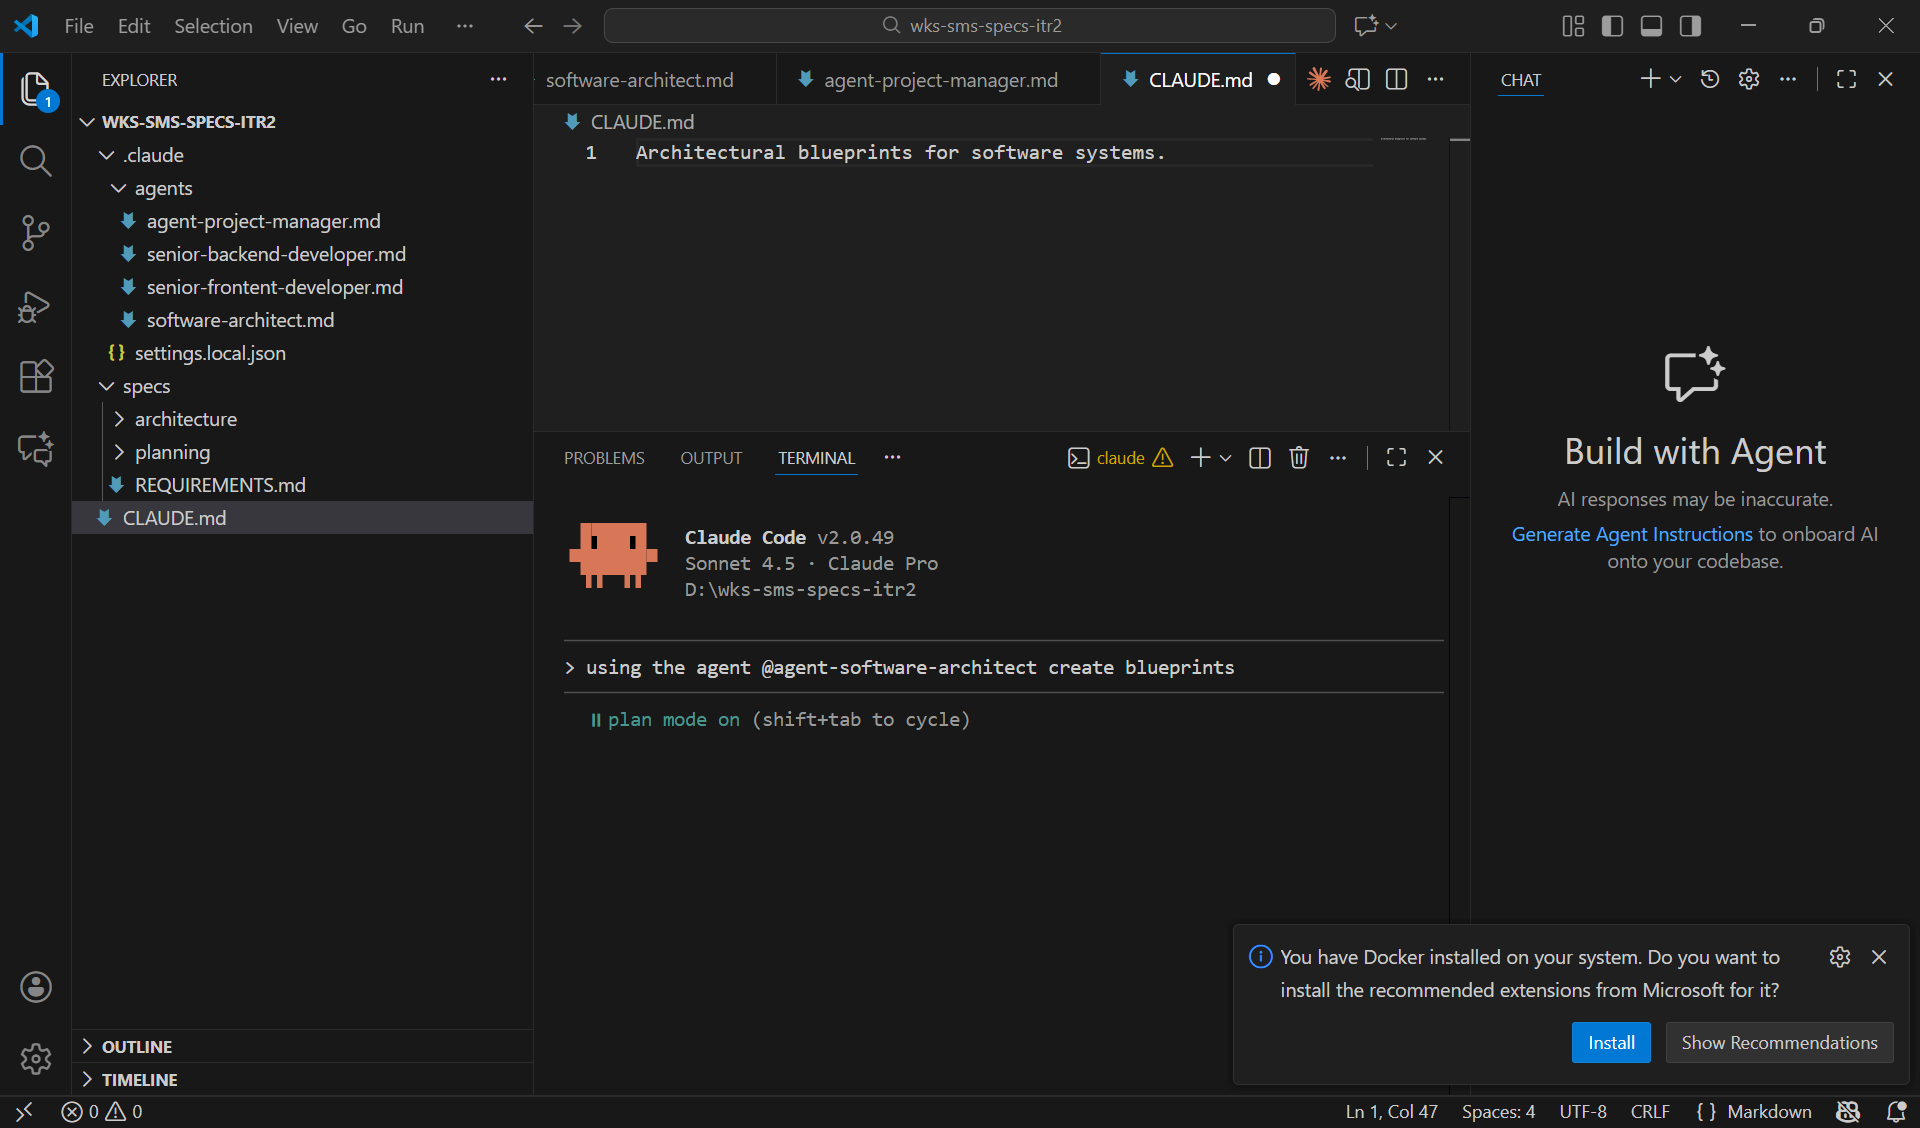 File Edit Selection View Go Run ··· wks-sms-specs-itr2
EXPLORER
1
WKS-SMS-SPECS-ITR2
.claude
agents
agent-project-manager.md
senior-backend-developer.md
senior-frontent-developer.md
software-architect.md
{} settings.local.json
specs
architecture
planning
REQUIREMENTS.md
CLAUDE.md
OUTLINE
TIMELINE
software-architect.md agent-project-manager.md CLAUDE.md
CLAUDE.md
1 Architectural blueprints for software systems.
PROBLEMS OUTPUT TERMINAL ··· claude
Claude Code v2.0.49
Sonnet 4.5 · Claude Pro
D:\wks-sms-specs-itr2
> using the agent @agent-software-architect create blueprints
plan mode on (shift+tab to cycle)
CHAT
Build with Agent
AI responses may be inaccurate.
Generate Agent Instructions to onboard AI
onto your codebase.
You have Docker installed on your system. Do you want to
install the recommended extensions from Microsoft for it?
Install Show Recommendations
0 0 Ln 1, Col 47 Spaces: 4 UTF-8 CRLF {} Markdown